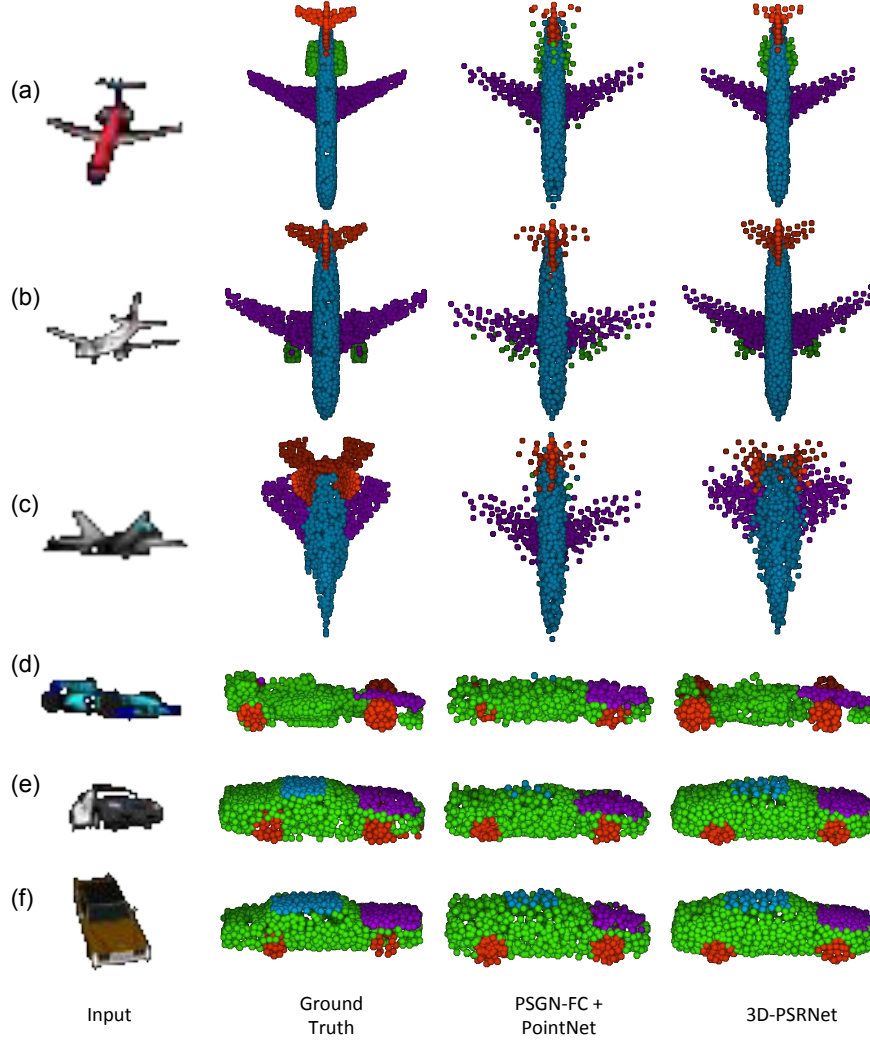 (a)
(b)
(c)
(d)
(e)
(f)
Input
Ground
Truth
PSGN-FC +
PointNet
3D-PSRNet